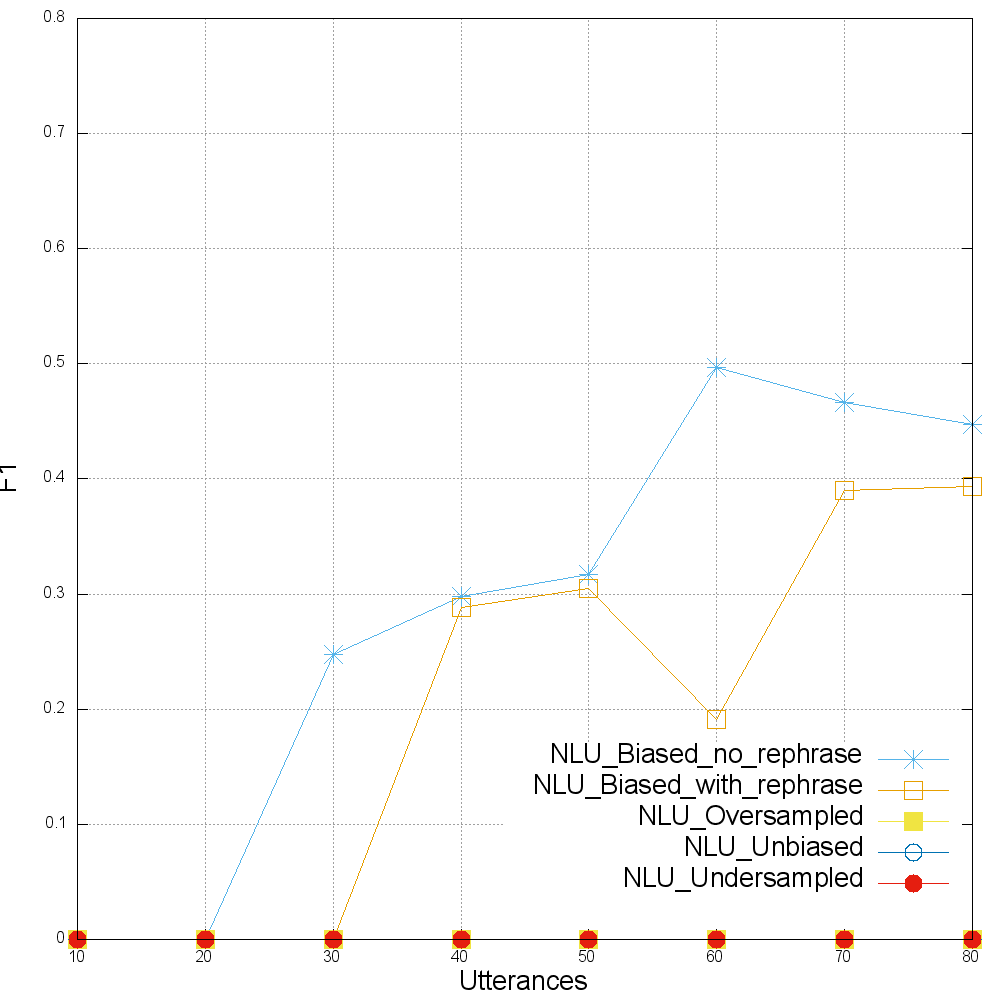 0.8
0.7
0.6
0.5
0.4
0.3
0.2
0.1
0
F1
NLU_Biased_no_rephrase
NLU_Biased_with_rephrase
NLU_Oversampled
NLU_Unbiased
NLU_Undersampled
10 20 30 40 50 60 70 80
Utterances